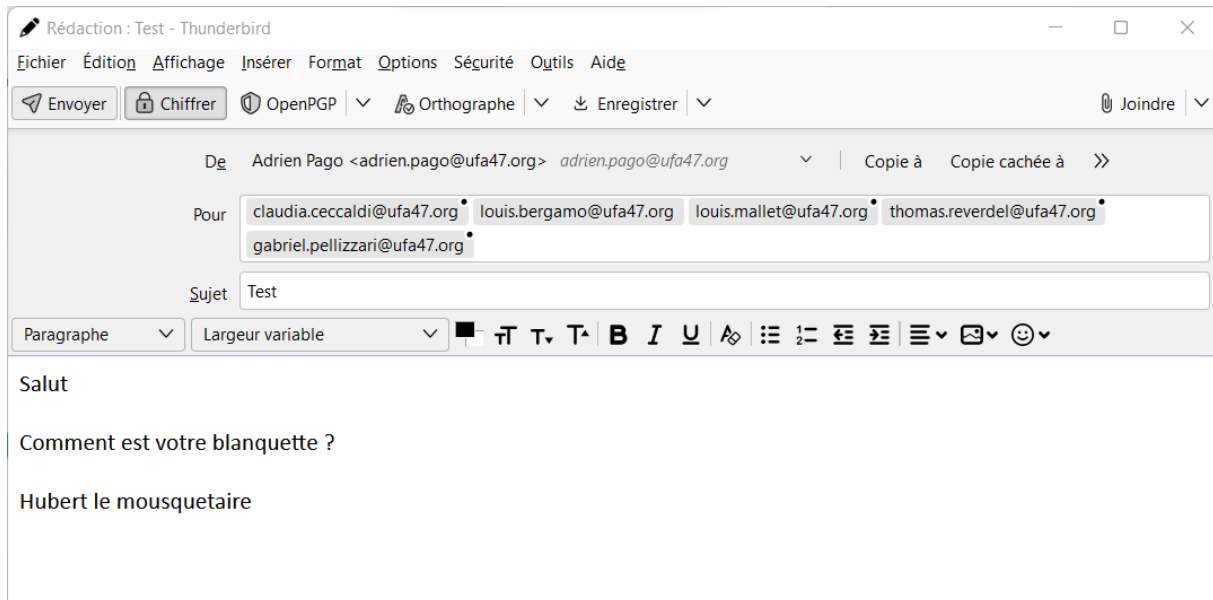 Rédaction : Test - Thunderbird
Fichier Édition Affichage Insérer Format Options Sécurité Outils Aide
Envoyer Chiffrer OpenPGP Orthographe Enregistrer Joindre
De Adrien Pago <adrien.pago@ufa47.org> adrien.pago@ufa47.org Copie à Copie cachée à
Pour claudia.ceccaldi@ufa47.org louis.bergamo@ufa47.org louis.mallet@ufa47.org thomas.reverdel@ufa47.org
gabriel.pellizzari@ufa47.org
Sujet Test
Paragraphe Largeur variable
Salut
Comment est votre blanquette ?
Hubert le mousquetaire